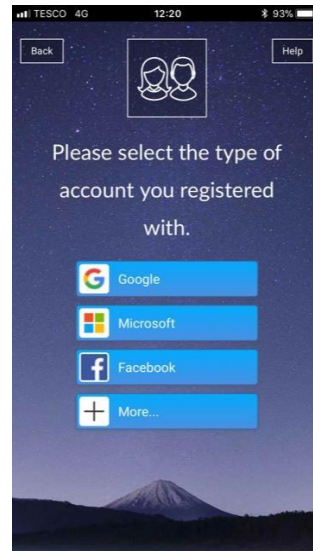 TESCO 4G 12:20 93%
Back Help
Please select the type of
account you registered
with.
Google
Microsoft
Facebook
More...